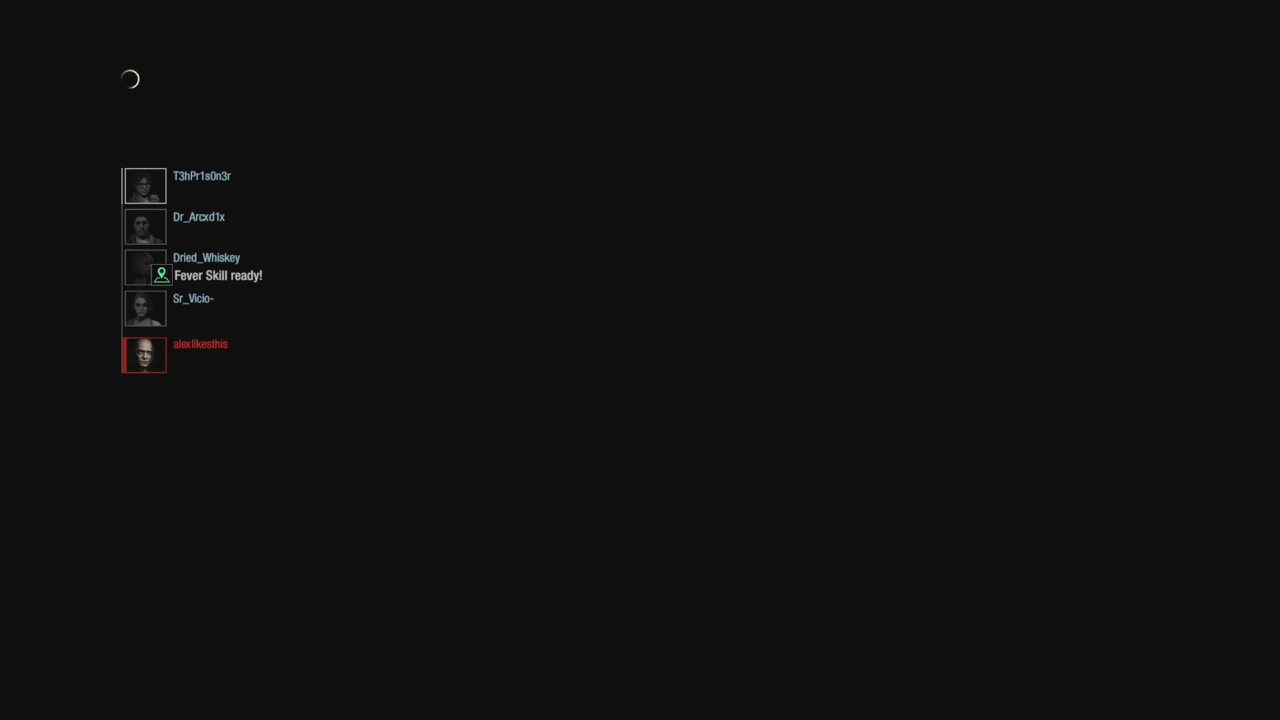 T3hPr1s0n3r
Dr_Arcxd1x
Dried_Whiskey
Fever Skill ready!
Sr_Vicio-
alexlikesthis